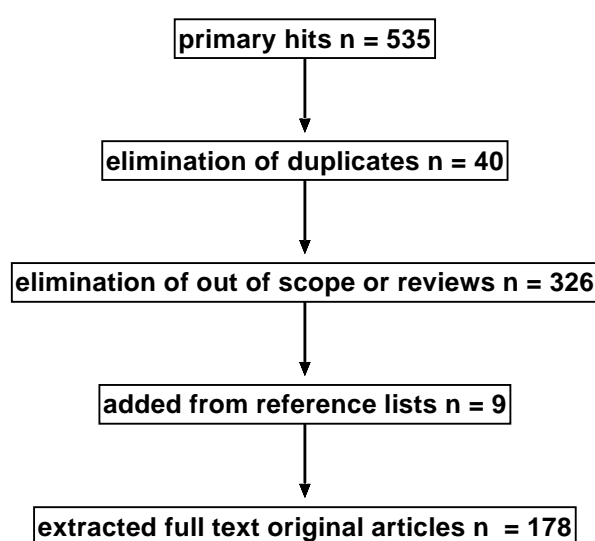 primary hits n = 535
elimination of duplicates n = 40
elimination of out of scope or reviews n = 326
added from reference lists n = 9
extracted full text original articles n = 178